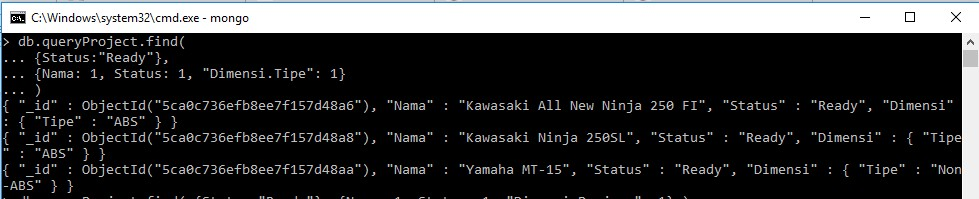 C:\Windows\system32\cmd.exe - mongo
> db.queryProject.find(
... {Status:"Ready"},
... {Nama: 1, Status: 1, "Dimensi.Tipe": 1}
... )
{ "_id" : ObjectId("5ca0c736efb8ee7f157d48a6"), "Nama" : "Kawasaki All New Ninja 250 FI", "Status" : "Ready", "Dimensi"
: { "Tipe" : "ABS" } }
{ "_id" : ObjectId("5ca0c736efb8ee7f157d48a8"), "Nama" : "Kawasaki Ninja 250SL", "Status" : "Ready", "Dimensi" : { "Tipe
" : "ABS" } }
{ "_id" : ObjectId("5ca0c736efb8ee7f157d48aa"), "Nama" : "Yamaha MT-15", "Status" : "Ready", "Dimensi" : { "Tipe" : "Non
-ABS" } }